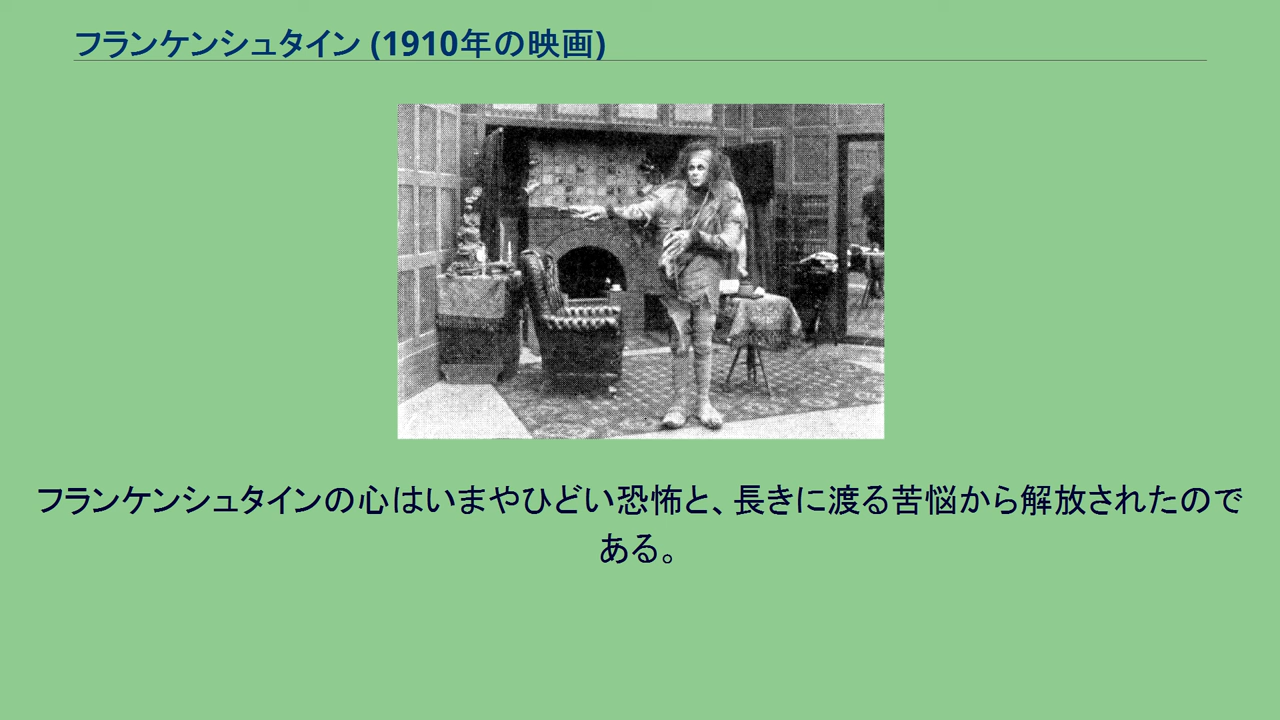 フランケンシュタイン (1910年の映画)
フランケンシュタインの心はいまやひどい恐怖と、長きに渡る苦悩から解放されたので
ある。